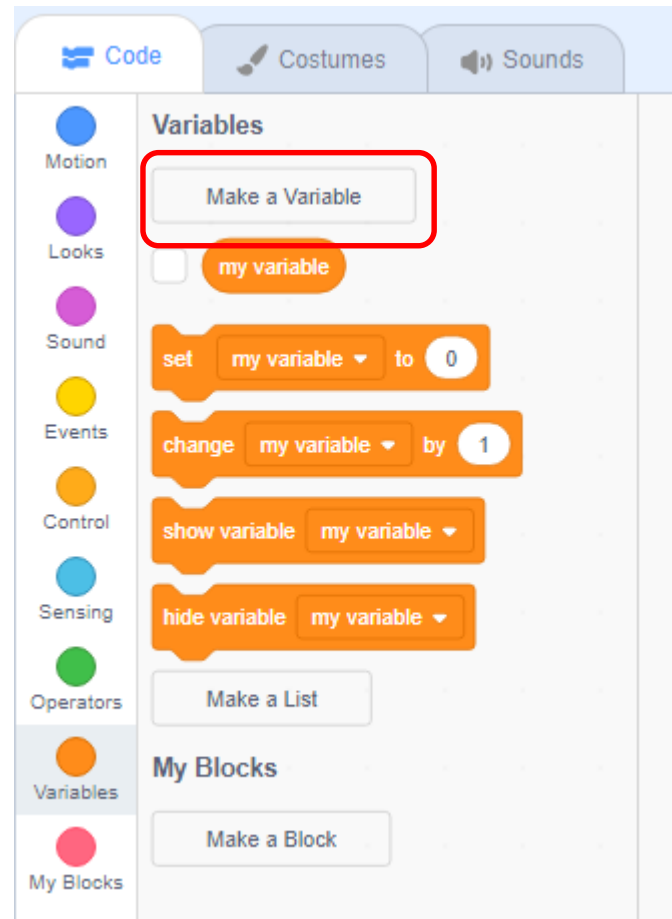 Code Costumes Sounds
Motion
Looks
Sound
Events
Control
Sensing
Operators
Variables
My Blocks
Variables
Make a Variable
my variable
set my variable to 0
change my variable by 1
show variable my variable
hide variable my variable
Make a List
My Blocks
Make a Block